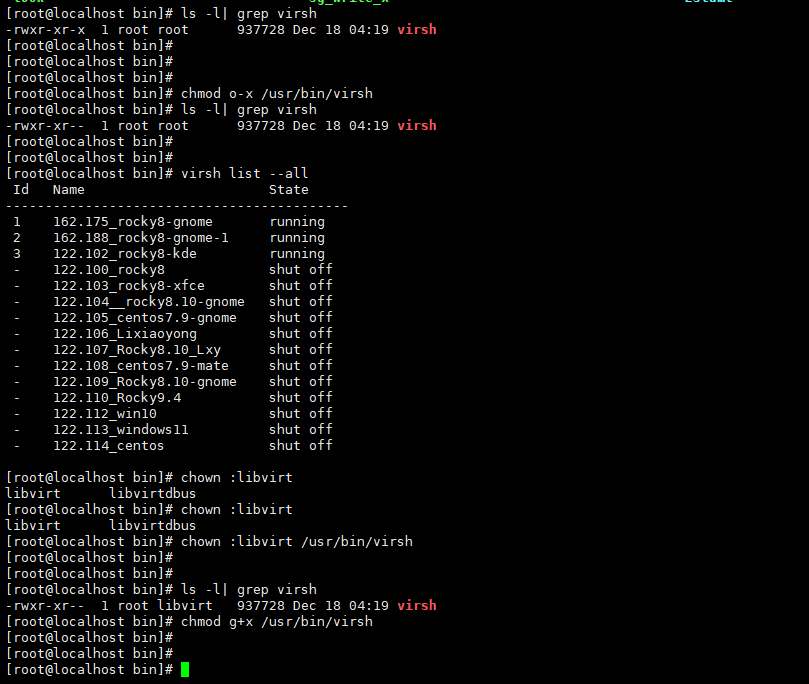 [root@localhost bin]# ls -l| grep virsh
-rwxr-xr-x  1 root root      937728 Dec 18 04:19 virsh
[root@localhost bin]#
[root@localhost bin]#
[root@localhost bin]#
[root@localhost bin]# chmod o-x /usr/bin/virsh
[root@localhost bin]# ls -l| grep virsh
-rwxr-xr--  1 root root      937728 Dec 18 04:19 virsh
[root@localhost bin]#
[root@localhost bin]#
[root@localhost bin]# virsh list --all
 Id   Name                       State
-------------------------------------------
 1    162.175_rocky8-gnome       running
 2    162.188_rocky8-gnome-1     running
 3    122.102_rocky8-kde         running
 -    122.100_rocky8             shut off
 -    122.103_rocky8-xfce        shut off
 -    122.104__rocky8.10-gnome   shut off
 -    122.105_centos7.9-gnome    shut off
 -    122.106_Lixiaoyong         shut off
 -    122.107_Rocky8.10_Lxy      shut off
 -    122.108_centos7.9-mate     shut off
 -    122.109_Rocky8.10-gnome    shut off
 -    122.110_Rocky9.4           shut off
 -    122.112_win10              shut off
 -    122.113_windows11          shut off
 -    122.114_centos             shut off
[root@localhost bin]# chown :libvirt
libvirt      libvirtdbus
[root@localhost bin]# chown :libvirt
libvirt      libvirtdbus
[root@localhost bin]# chown :libvirt /usr/bin/virsh
[root@localhost bin]#
[root@localhost bin]#
[root@localhost bin]# ls -l| grep virsh
-rwxr-xr--  1 root libvirt   937728 Dec 18 04:19 virsh
[root@localhost bin]# chmod g+x /usr/bin/virsh
[root@localhost bin]#
[root@localhost bin]#
[root@localhost bin]#